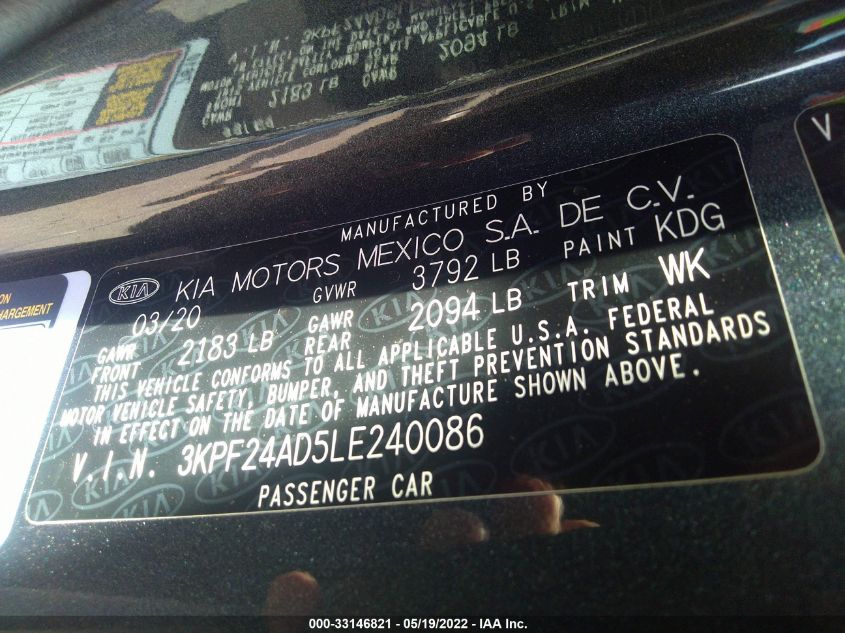 MANUFACTURED BY
KIA KIA MOTORS MEXICO S.A. DE C.V.
03/20 GVWR 3792 LB PAINT KDG
GAWR FRONT 2183 LB GAWR REAR 2094 LB TRIM WK
THIS VEHICLE CONFORMS TO ALL APPLICABLE U.S.A. FEDERAL
MOTOR VEHICLE SAFETY, BUMPER, AND THEFT PREVENTION STANDARDS
IN EFFECT ON THE DATE OF MANUFACTURE SHOWN ABOVE.
V.I.N. 3KPF24AD5LE240086
PASSENGER CAR
V
000-33146821 - 05/19/2022 - IAA Inc.